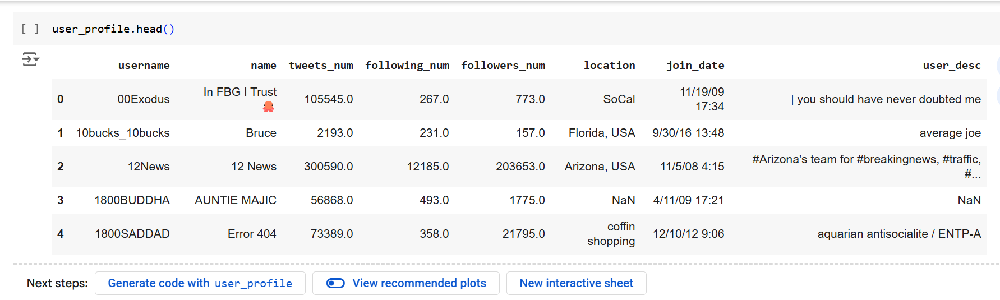 [ ] user_profile.head()
username name tweets_num following_num followers_num location join_date user_desc
0 00Exodus In FBG I Trust 🐙 105545.0 267.0 773.0 SoCal 11/19/09 17:34 | you should have never doubted me
1 10bucks_10bucks Bruce 2193.0 231.0 157.0 Florida, USA 9/30/16 13:48 average joe
2 12News 12 News 300590.0 12185.0 203653.0 Arizona, USA 11/5/08 4:15 #Arizona's team for #breakingnews, #traffic, #...
3 1800BUDDHA AUNTIE MAJIC 56868.0 493.0 1775.0 NaN 4/11/09 17:21 NaN
4 1800SADDAD Error 404 73389.0 358.0 21795.0 coffin shopping 12/10/12 9:06 aquarian antisocialite / ENTP-A
Next steps: Generate code with user_profile View recommended plots New interactive sheet